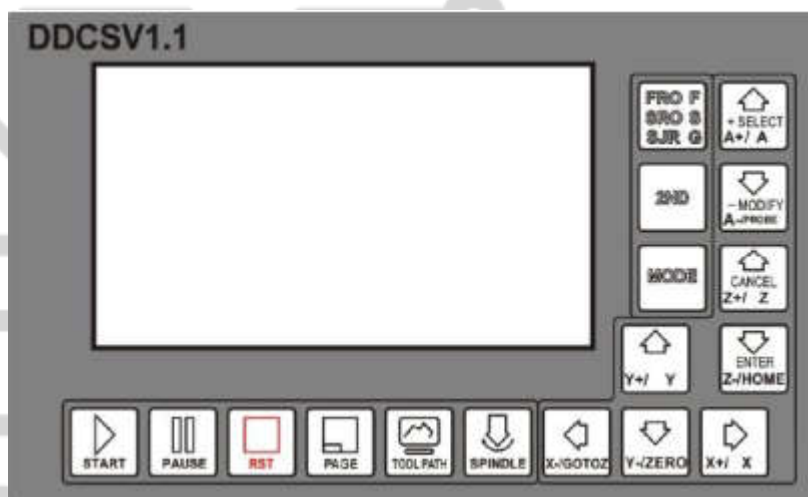 DDCSV1.1
FRO F
SRO S
SJR G
+ SELECT
A+/ A
2ND
- MODIFY
A-/PROBE
MODE
CANCEL
Z+/ Z
Y+/ Y
ENTER
Z-/HOME
START
PAUSE
RST
PAGE
TOOL PATH
SPINDLE
X-/GOTOZ
Y-/ZERO
X+/ X